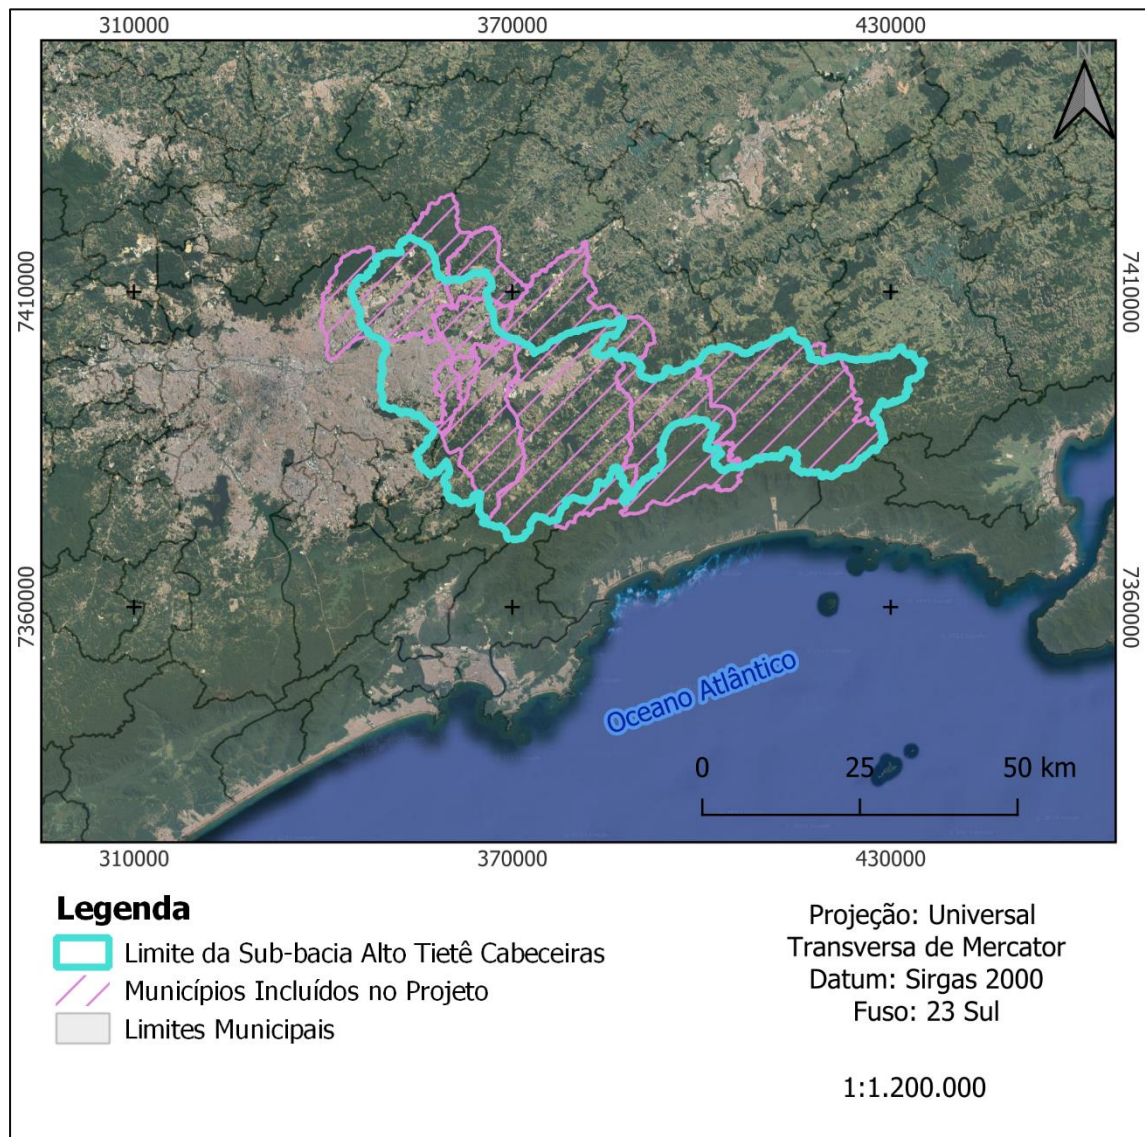 310000 370000 430000
N
7410000 7410000
7360000 7360000
Oceano Atlântico
0 25 50 km
310000 370000 430000
Legenda
Limite da Sub-bacia Alto Tietê Cabeceiras
Municípios Incluídos no Projeto
Limites Municipais
Projeção: Universal
Transversa de Mercator
Datum: Sirgas 2000
Fuso: 23 Sul
1:1.200.000